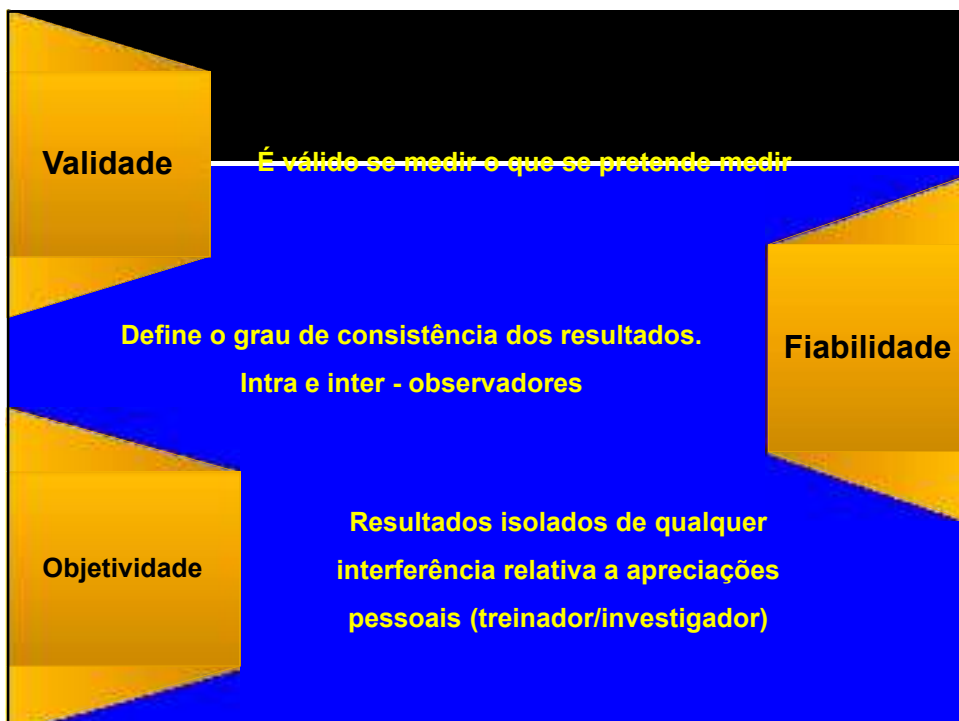 Validade
É válido se medir o que se pretende medir
Define o grau de consistência dos resultados.
Intra e inter - observadores
Fiabilidade
Objetividade
Resultados isolados de qualquer
interferência relativa a apreciações
pessoais (treinador/investigador)